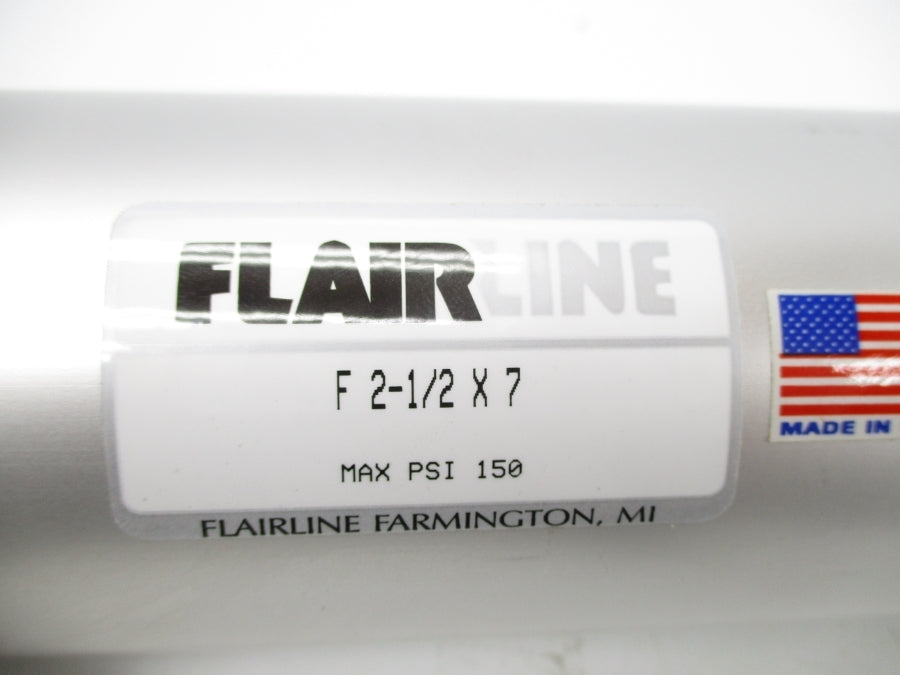 FLAIRLINE
F 2-1/2 X 7
MAX PSI 150
FLAIRLINE FARMINGTON, MI
MADE IN